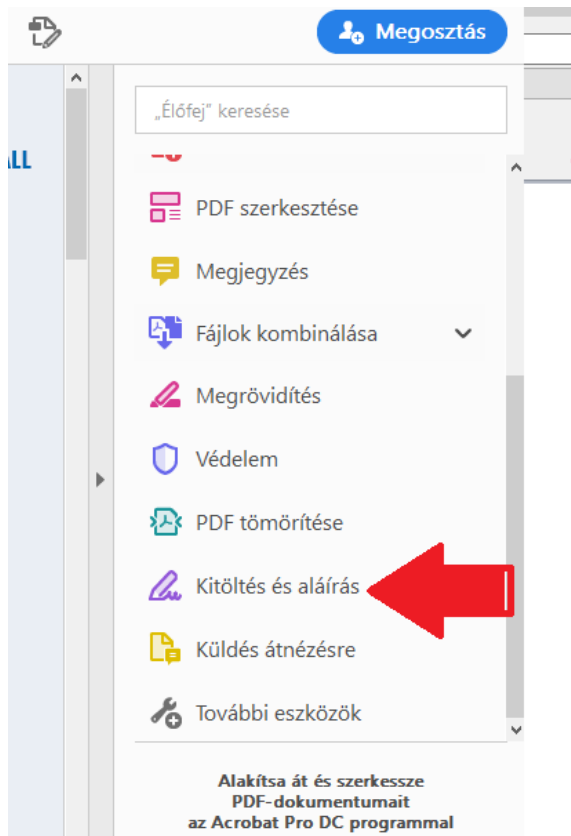 Megosztás
„Élőfej” keresése
ALL
PDF szerkesztése
Megjegyzés
Fájlok kombinálása
Megrövidítés
Védelem
PDF tömörítése
Kitöltés és aláírás
Küldés átnézésre
További eszközök
Alakítsa át és szerkessze
PDF-dokumentumait
az Acrobat Pro DC programmal